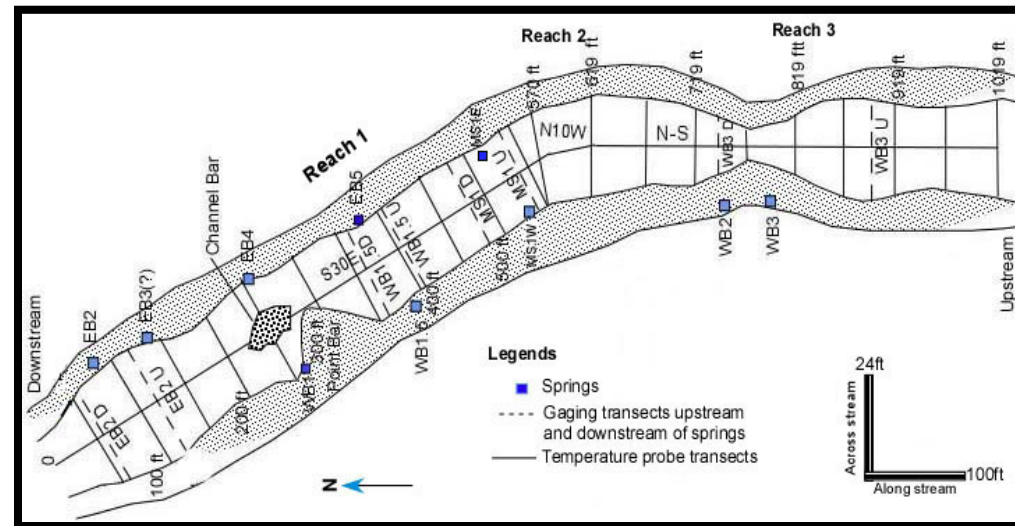 Reach 2
Reach 3
Reach 1
570 ft
619 ft
719 ft
819 ftt
919 ft
1019 ft
N10W
N-S
WB3 D
WB3 U
MS1E
MS1 U
MS1 D
EB5
WB1.5 U
WB1.5D
S30E
Channel Bar
EB4
EB3(?)
EB2
Downstream
EB2 U
EB2 D
0
100 ft
200 ft
WB1
300 ft
Point Bar
400 ft
WB1.5
500 ft
MS1W
WB2
WB3
Upstream
Legends
Springs
Gaging transects upstream
and downstream of springs
Temperature probe transects
N
24ft
Across stream
100ft
Along stream